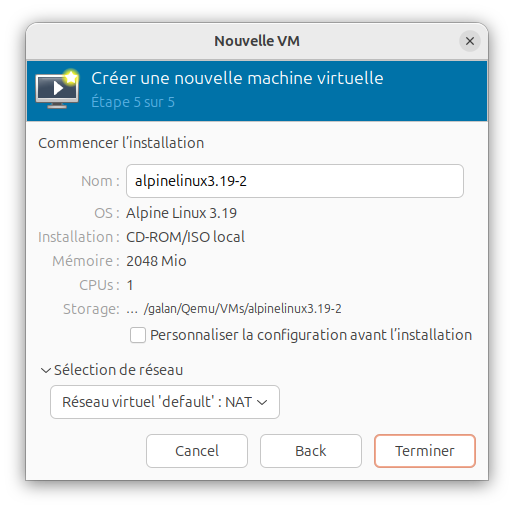 Nouvelle VM
Créer une nouvelle machine virtuelle
Étape 5 sur 5
Commencer l'installation
Nom : alpinelinux3.19-2
OS : Alpine Linux 3.19
Installation : CD-ROM/ISO local
Mémoire : 2048 Mio
CPUs : 1
Storage: ... /galan/Qemu/VMs/alpinelinux3.19-2
Personnaliser la configuration avant l'installation
Sélection de réseau
Réseau virtuel 'default' : NAT
Cancel Back Terminer